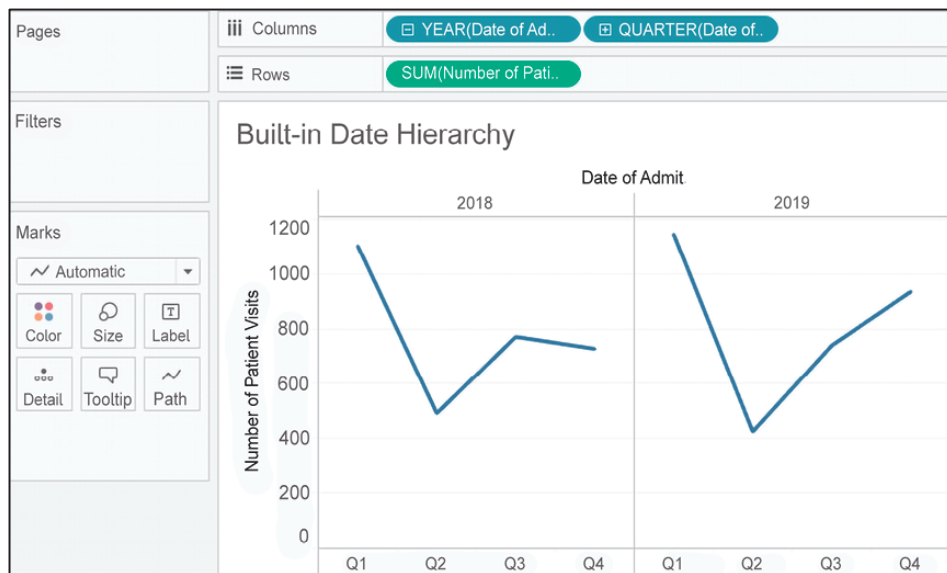 Pages
Columns
YEAR(Date of Ad..
QUARTER(Date of..
Rows
SUM(Number of Pati..
Filters
Marks
Automatic
Color
Size
Label
Detail
Tooltip
Path
Built-in Date Hierarchy
Date of Admit
2018
2019
Number of Patient Visits
1200
1000
800
600
400
200
0
Q1 Q2 Q3 Q4 Q1 Q2 Q3 Q4